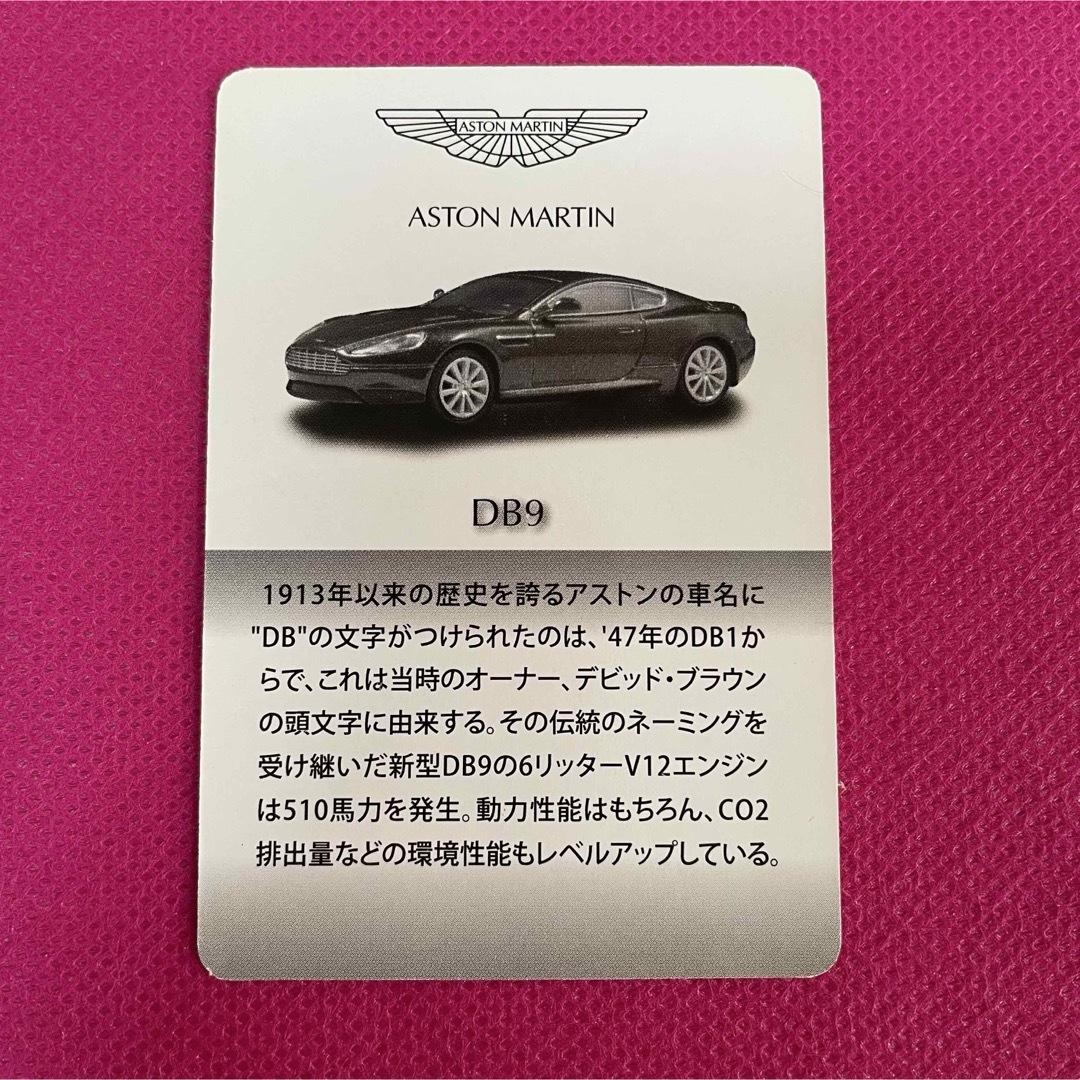 ASTON MARTIN
ASTON MARTIN
DB9
1913年以来の歴史を誇るアストンの車名に
"DB"の文字がつけられたのは、'47年のDB1か
らで、これは当時のオーナー、デビッド・ブラウン
の頭文字に由来する。その伝統のネーミングを
受け継いだ新型DB9の6リッターV12エンジン
は510馬力を発生。動力性能はもちろん、CO2
排出量などの環境性能もレベルアップしている。